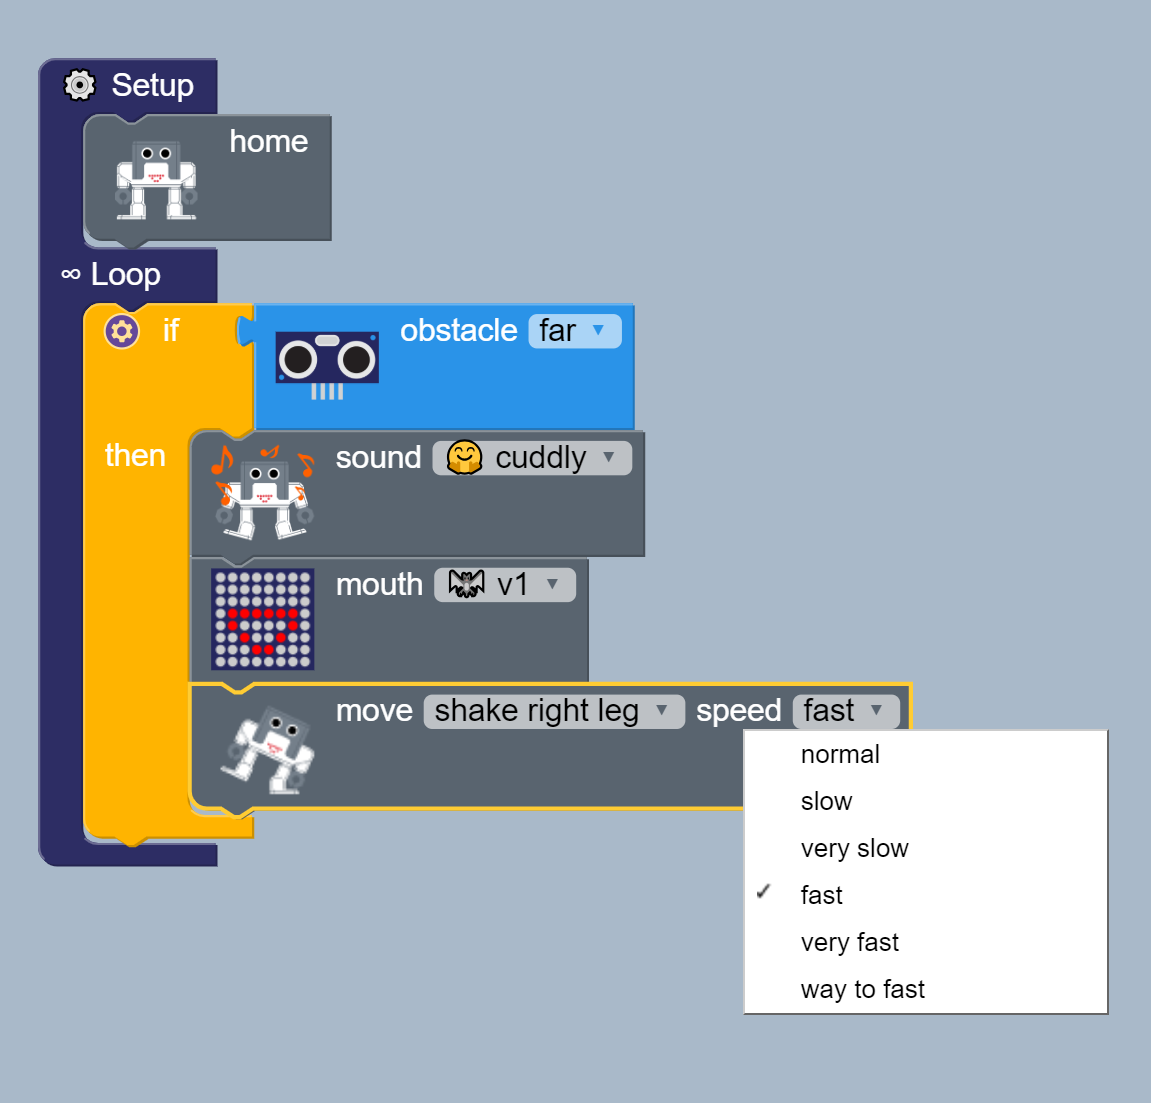 Setup
home
∞ Loop
if obstacle far
then sound cuddly
mouth v1
move shake right leg speed fast
normal
slow
very slow
fast
very fast
way to fast